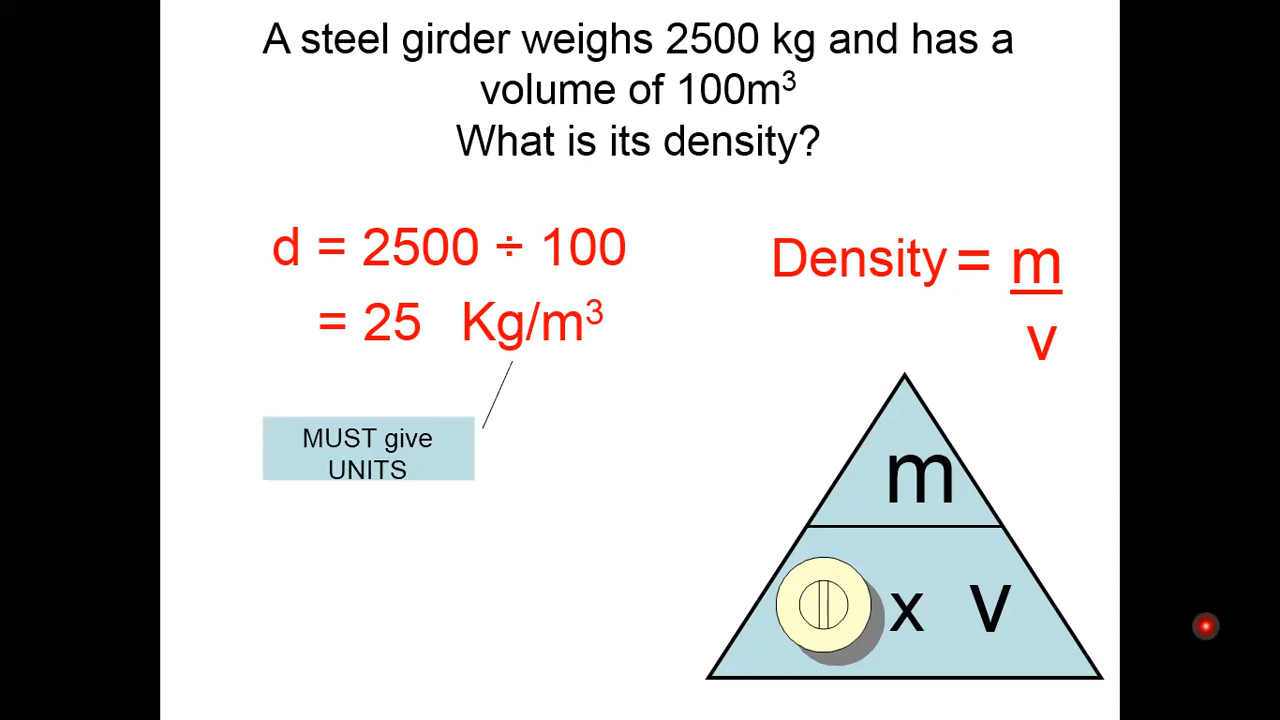 A steel girder weighs 2500 kg and has a
volume of 100m³
What is its density?
d = 2500 ÷ 100
= 25 Kg/m³
Density = m
v
MUST give
UNITS
m
x v